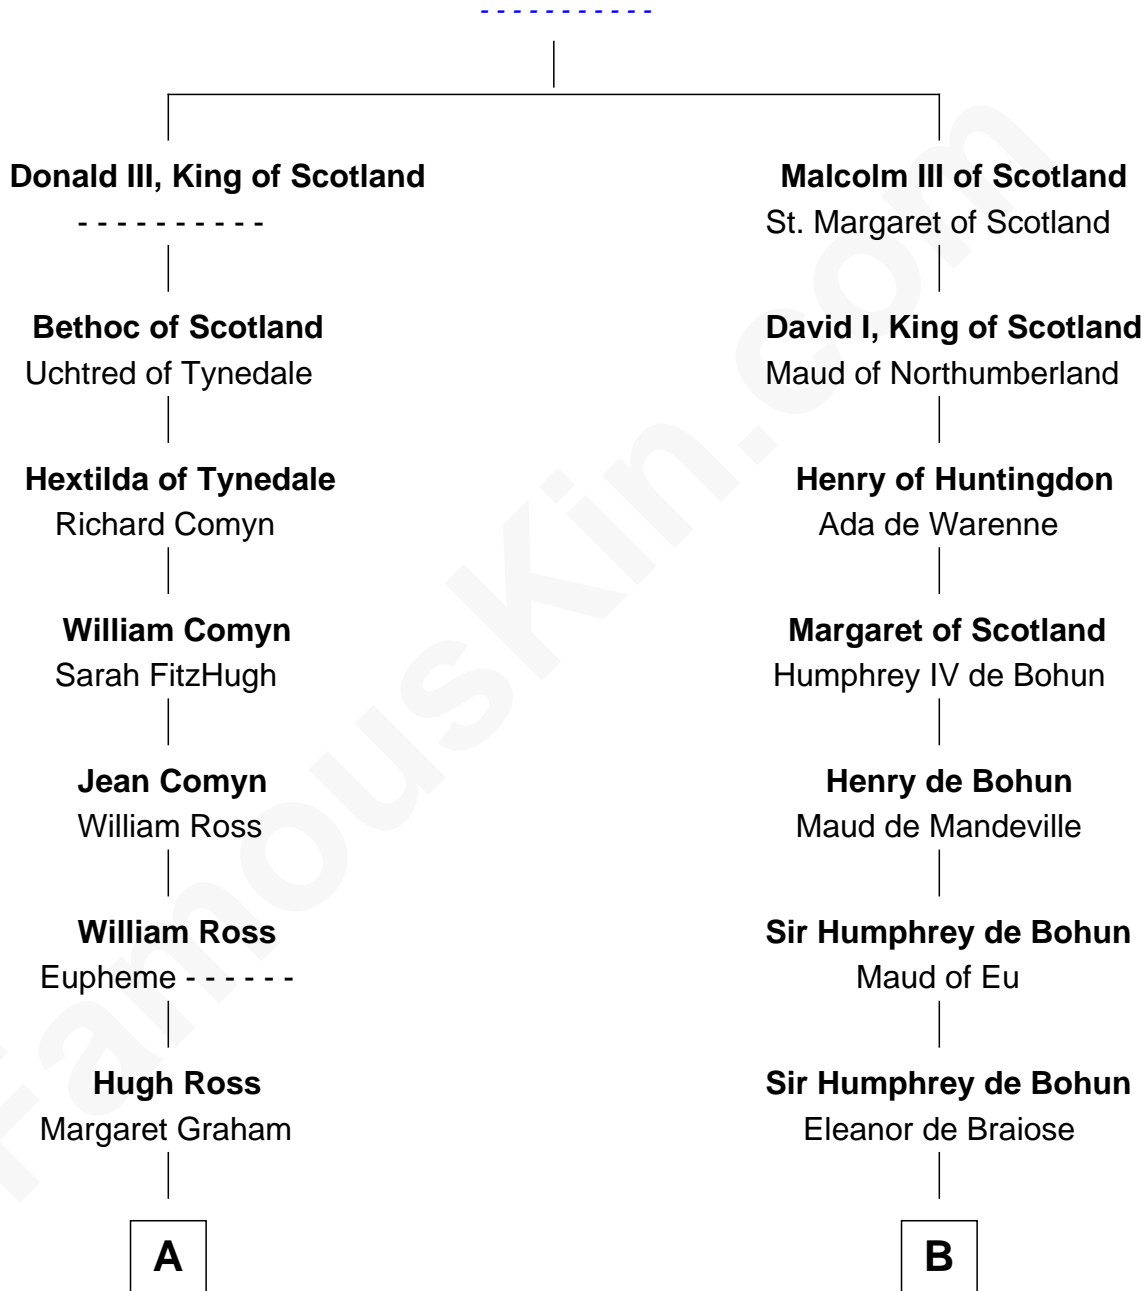 - - - - - - - - - - -
Donald III, King of Scotland
- - - - - - - - - -
Malcolm III of Scotland
St. Margaret of Scotland
Bethoc of Scotland
Uchtred of Tynedale
David I, King of Scotland
Maud of Northumberland
Hextilda of Tynedale
Richard Comyn
Henry of Huntingdon
Ada de Warenne
William Comyn
Sarah FitzHugh
Margaret of Scotland
Humphrey IV de Bohun
Jean Comyn
William Ross
Henry de Bohun
Maud de Mandeville
William Ross
Eupheme - - - - - -
Sir Humphrey de Bohun
Maud of Eu
Hugh Ross
Margaret Graham
Sir Humphrey de Bohun
Eleanor de Braiose
A
B
FamousKin.com